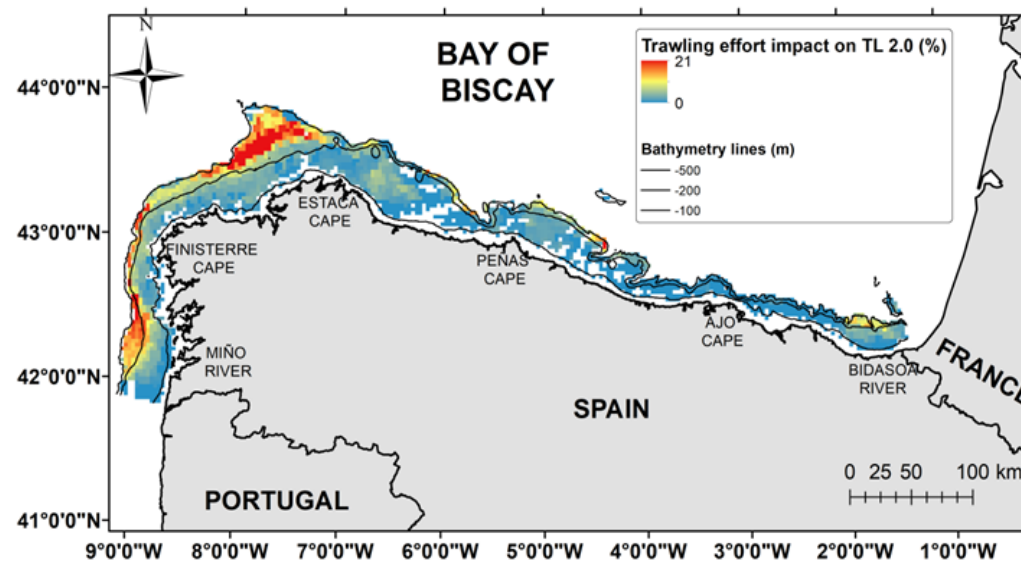 N
BAY OF
BISCAY
Trawling effort impact on TL 2.0 (%)
21
0
Bathymetry lines (m)
-500
-200
-100
44°0'0"N
43°0'0"N
42°0'0"N
41°0'0"N
ESTACA
CAPE
FINISTERRE
CAPE
PEÑAS
CAPE
AJO
CAPE
MIÑO
RIVER
BIDASOA
RIVER
FRANCE
SPAIN
PORTUGAL
0 25 50 100 km
9°0'0"W 8°0'0"W 7°0'0"W 6°0'0"W 5°0'0"W 4°0'0"W 3°0'0"W 2°0'0"W 1°0'0"W